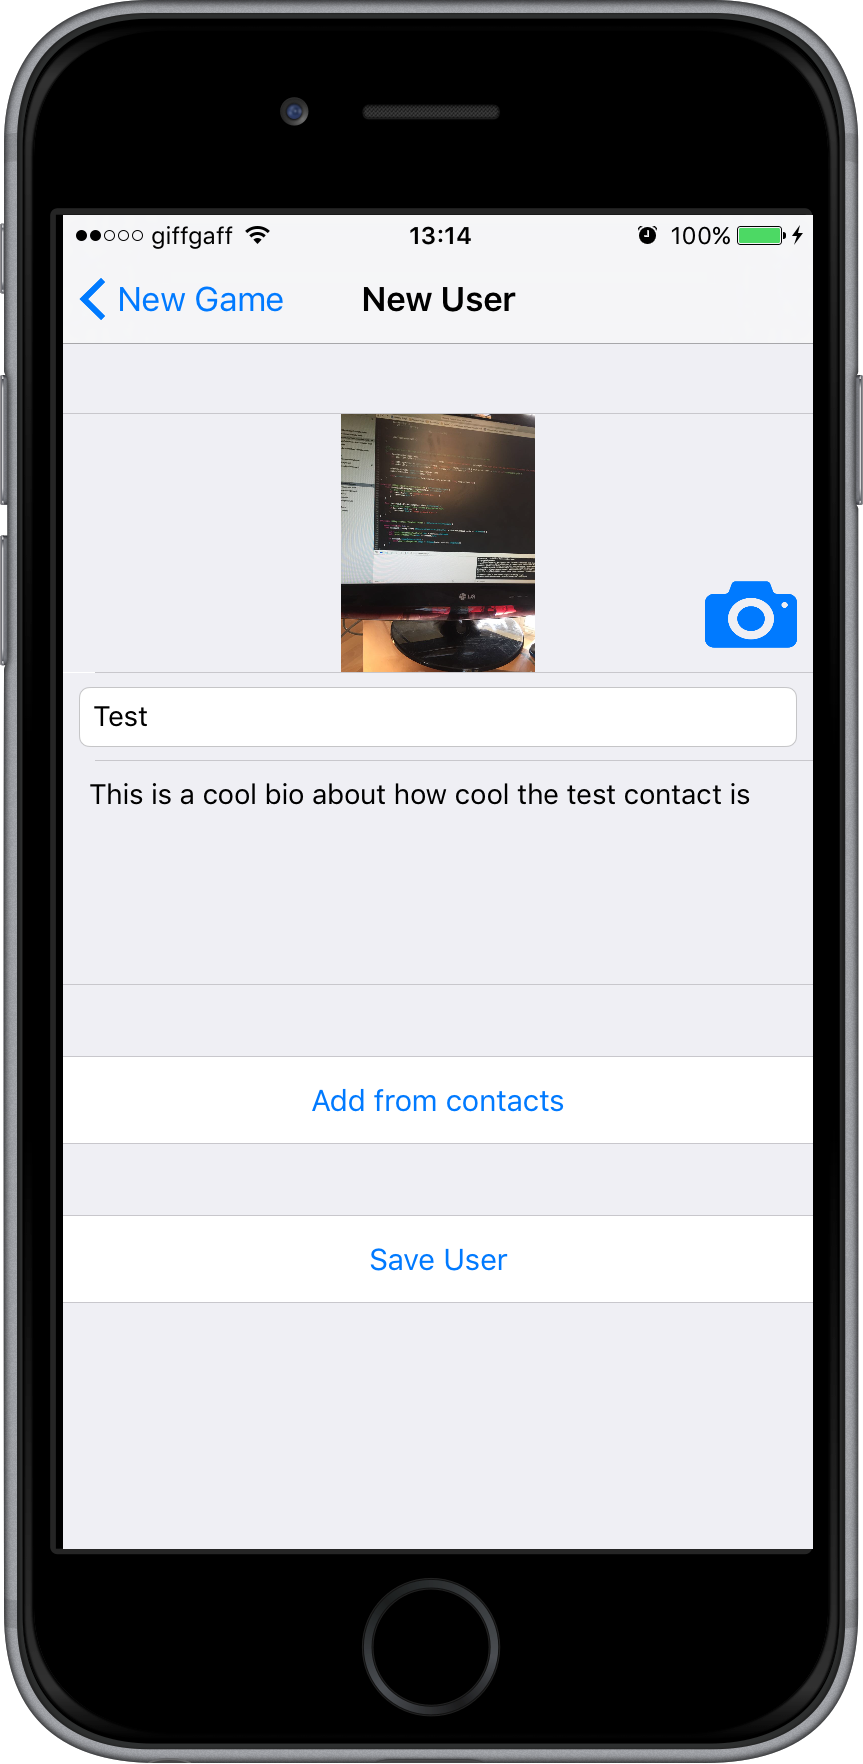 giffgaff 13:14 100%
New Game New User
LG
Test
This is a cool bio about how cool the test contact is
Add from contacts
Save User